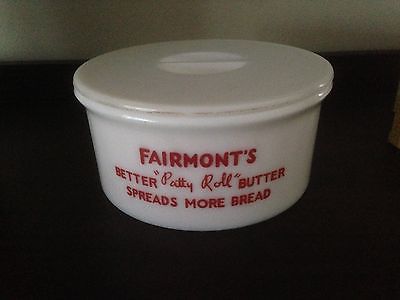 FAIRMONT'S
BETTER "Patty Roll" BUTTER
SPREADS MORE BREAD